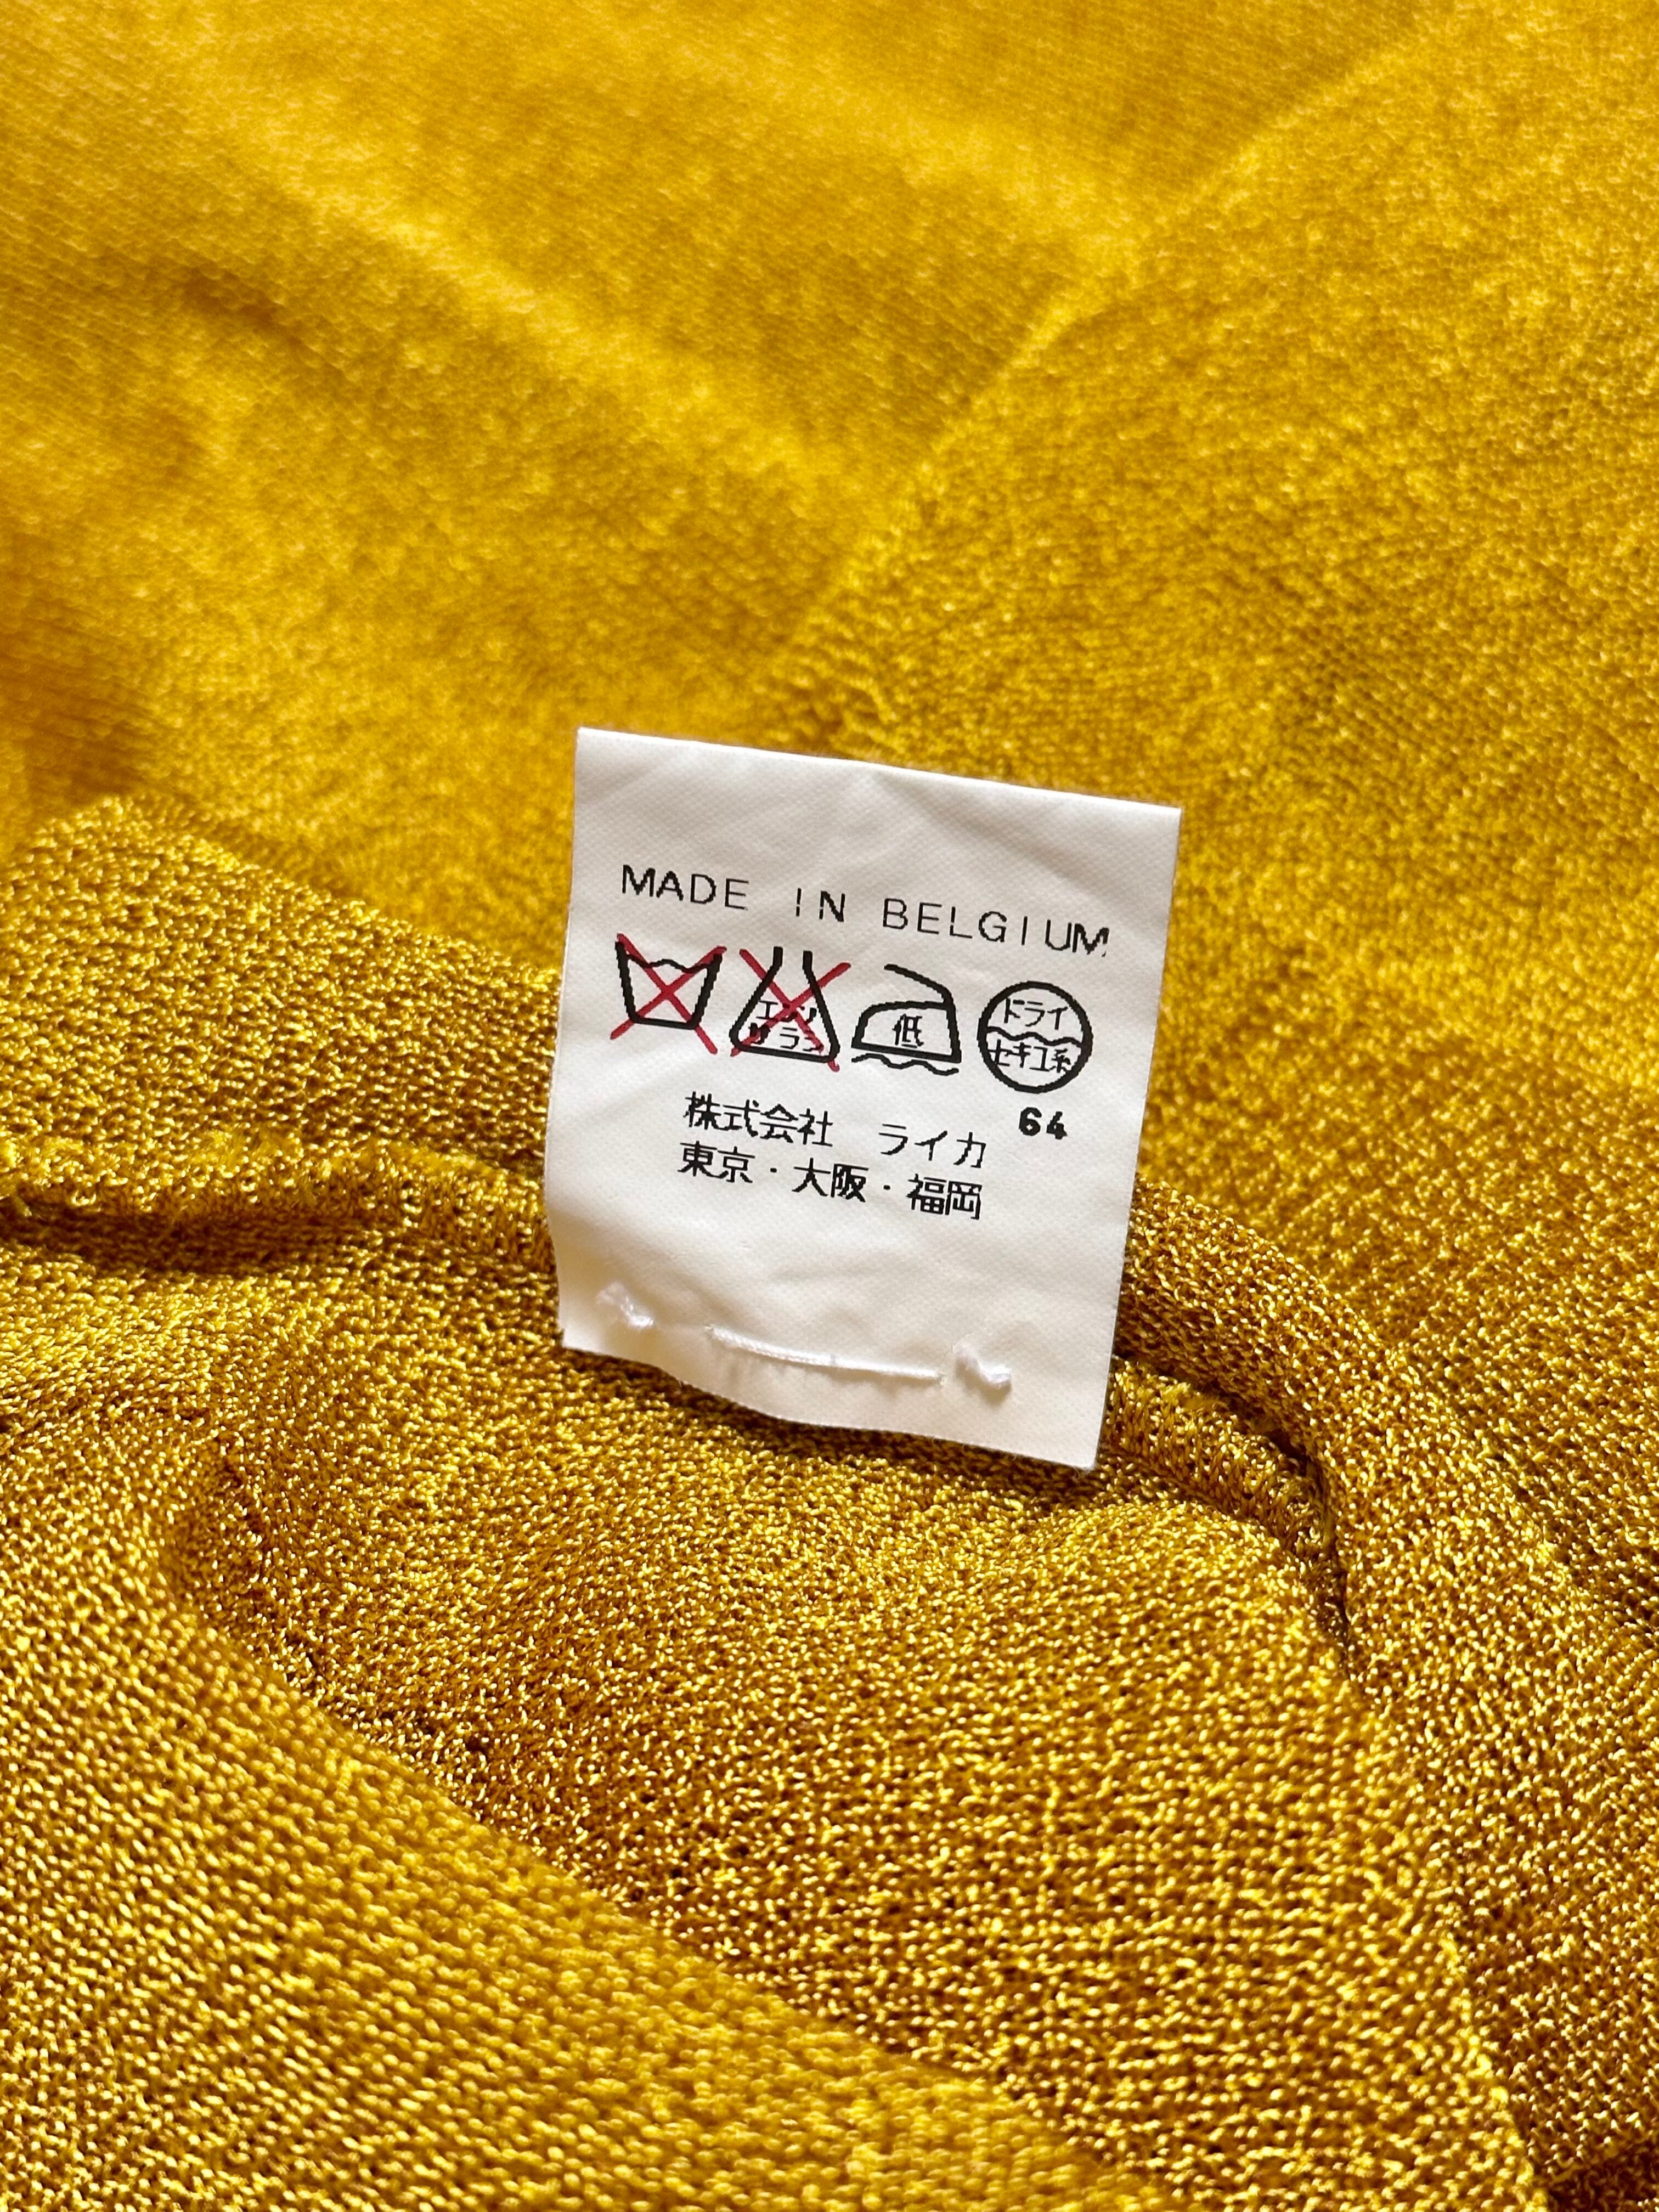 MADE IN BELGIUM
エンソ
サラシ
低
ドライ
セキユ系
64
株式会社 ライカ
東京・大阪・福岡